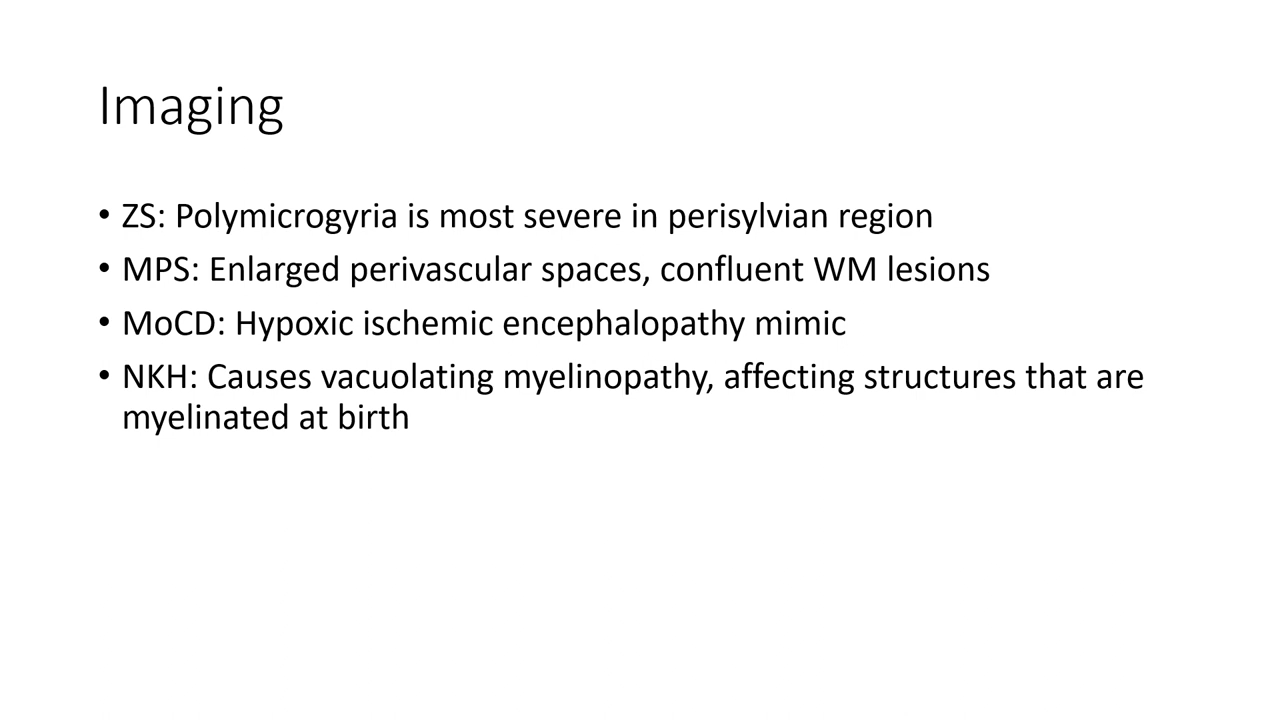 Imaging
• ZS: Polymicrogyria is most severe in perisylvian region
• MPS: Enlarged perivascular spaces, confluent WM lesions
• MoCD: Hypoxic ischemic encephalopathy mimic
• NKH: Causes vacuolating myelinopathy, affecting structures that are
myelinated at birth